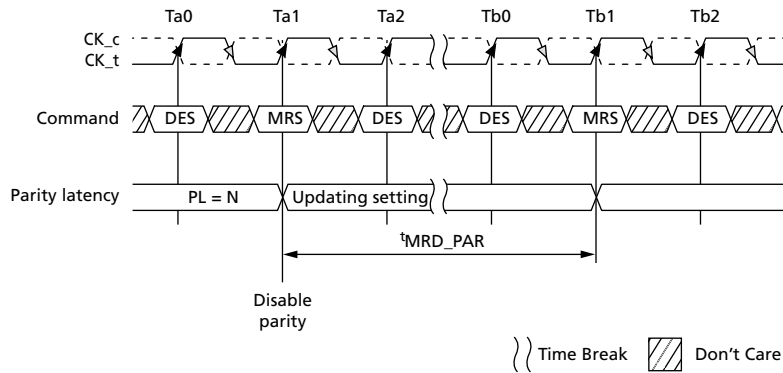 Ta0 Ta1 Ta2 Tb0 Tb1 Tb2
CK_c
CK_t
Command DES MRS DES DES MRS DES
Parity latency PL = N Updating setting
tMRD_PAR
Disable
parity
Time Break Don't Care